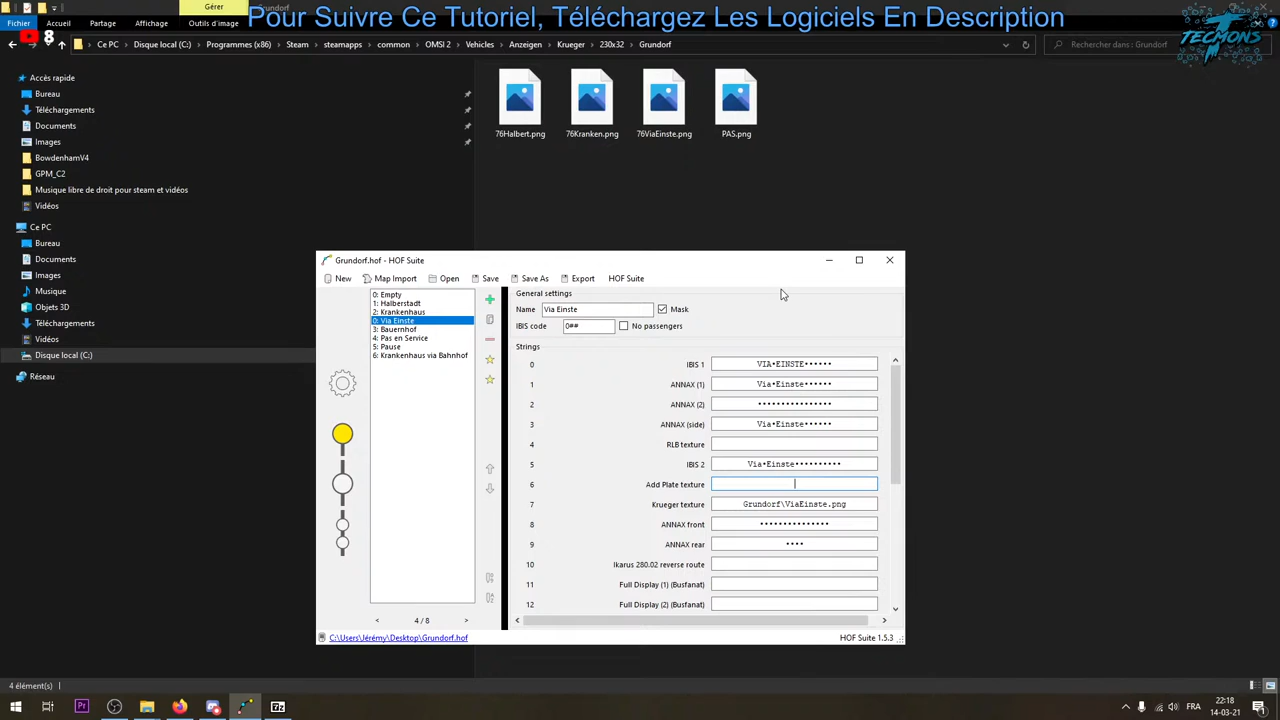 Gérer
Grundorf
Pour Suivre Ce Tutoriel, Téléchargez Les Logiciels En Description
Fichier Accueil Partage Affichage Outils d'image
8
TECMONS
Ce PC > Disque local (C:) > Programmes (x86) > Steam > steamapps > common > OMSI 2 > Vehicles > Anzeigen > Krueger > 230x32 > Grundorf
Rechercher dans : Grundorf
Accès rapide
Bureau
Téléchargements
Documents
Images
BowdenhamV4
GPM_C2
Musique libre de droit pour steam et vidéos
Vidéos
Ce PC
Bureau
Documents
Images
Musique
Objets 3D
Téléchargements
Vidéos
Disque local (C:)
Réseau
76Halbert.png 76Kranken.png 76ViaEinste.png PAS.png
Grundorf.hof - HOF Suite
New Map Import Open Save Save As Export HOF Suite
0: Empty
1: Halberstadt
2: Krankenhaus
0: Via Einste
3: Bauernhof
4: Pas en Service
5: Pause
6: Krankenhaus via Bahnhof
< 4 / 8 >
General settings
Name Via Einste Mask
IBIS code 0## No passengers
Strings
0 IBIS 1 VIA•EINSTE••••••
1 ANNAX (1) Via•Einste••••••
2 ANNAX (2) ••••••••••••••••
3 ANNAX (side) Via•Einste••••••
4 RLB texture
5 IBIS 2 Via•Einste••••••••••
6 Add Plate texture
7 Krueger texture Grundorf\ViaEinste.png
8 ANNAX front •••••••••••••••
9 ANNAX rear ••••
10 Ikarus 280.02 reverse route
11 Full Display (1) (Busfanat)
12 Full Display (2) (Busfanat)
C:\Users\Jérémy\Desktop\Grundorf.hof
HOF Suite 1.5.3
4 élément(s)
Pr
FRA
22:18
14-03-21
1